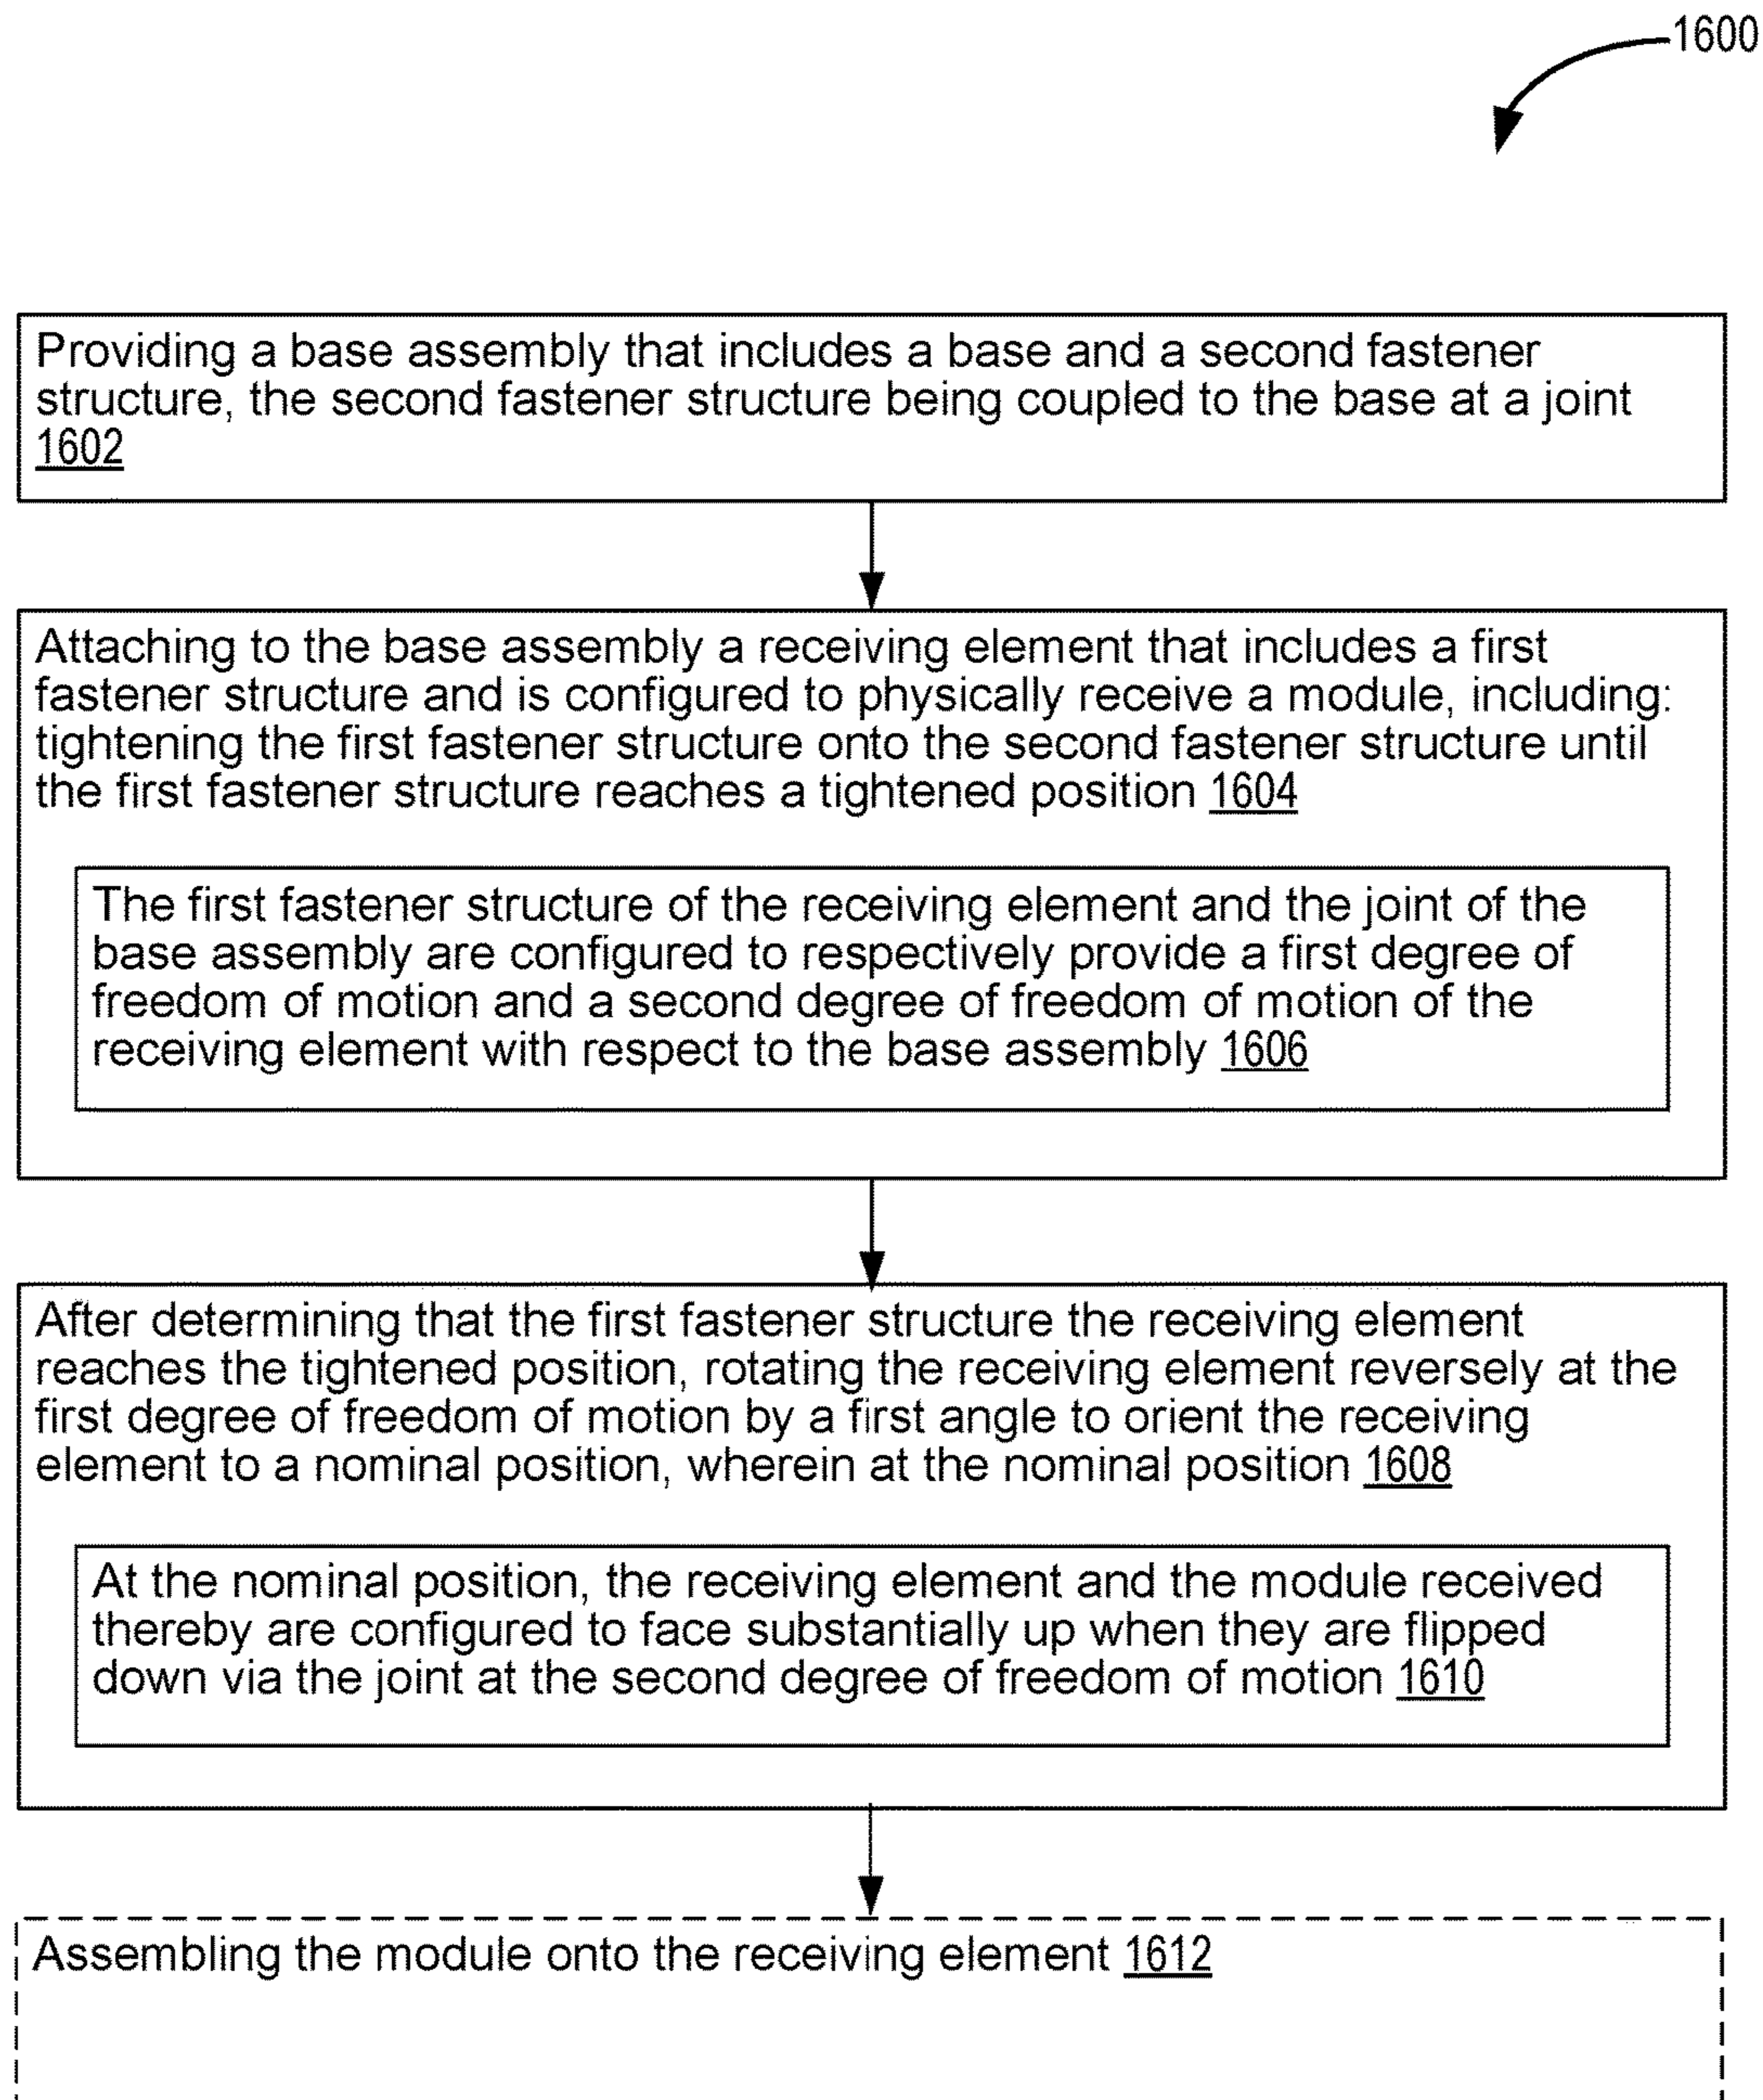 1600
Providing a base assembly that includes a base and a second fastener
structure, the second fastener structure being coupled to the base at a joint
1602
Attaching to the base assembly a receiving element that includes a first
fastener structure and is configured to physically receive a module, including:
tightening the first fastener structure onto the second fastener structure until
the first fastener structure reaches a tightened position 1604
The first fastener structure of the receiving element and the joint of the
base assembly are configured to respectively provide a first degree of
freedom of motion and a second degree of freedom of motion of the
receiving element with respect to the base assembly 1606
After determining that the first fastener structure the receiving element
reaches the tightened position, rotating the receiving element reversely at the
first degree of freedom of motion by a first angle to orient the receiving
element to a nominal position, wherein at the nominal position 1608
At the nominal position, the receiving element and the module received
thereby are configured to face substantially up when they are flipped
down via the joint at the second degree of freedom of motion 1610
Assembling the module onto the receiving element 1612